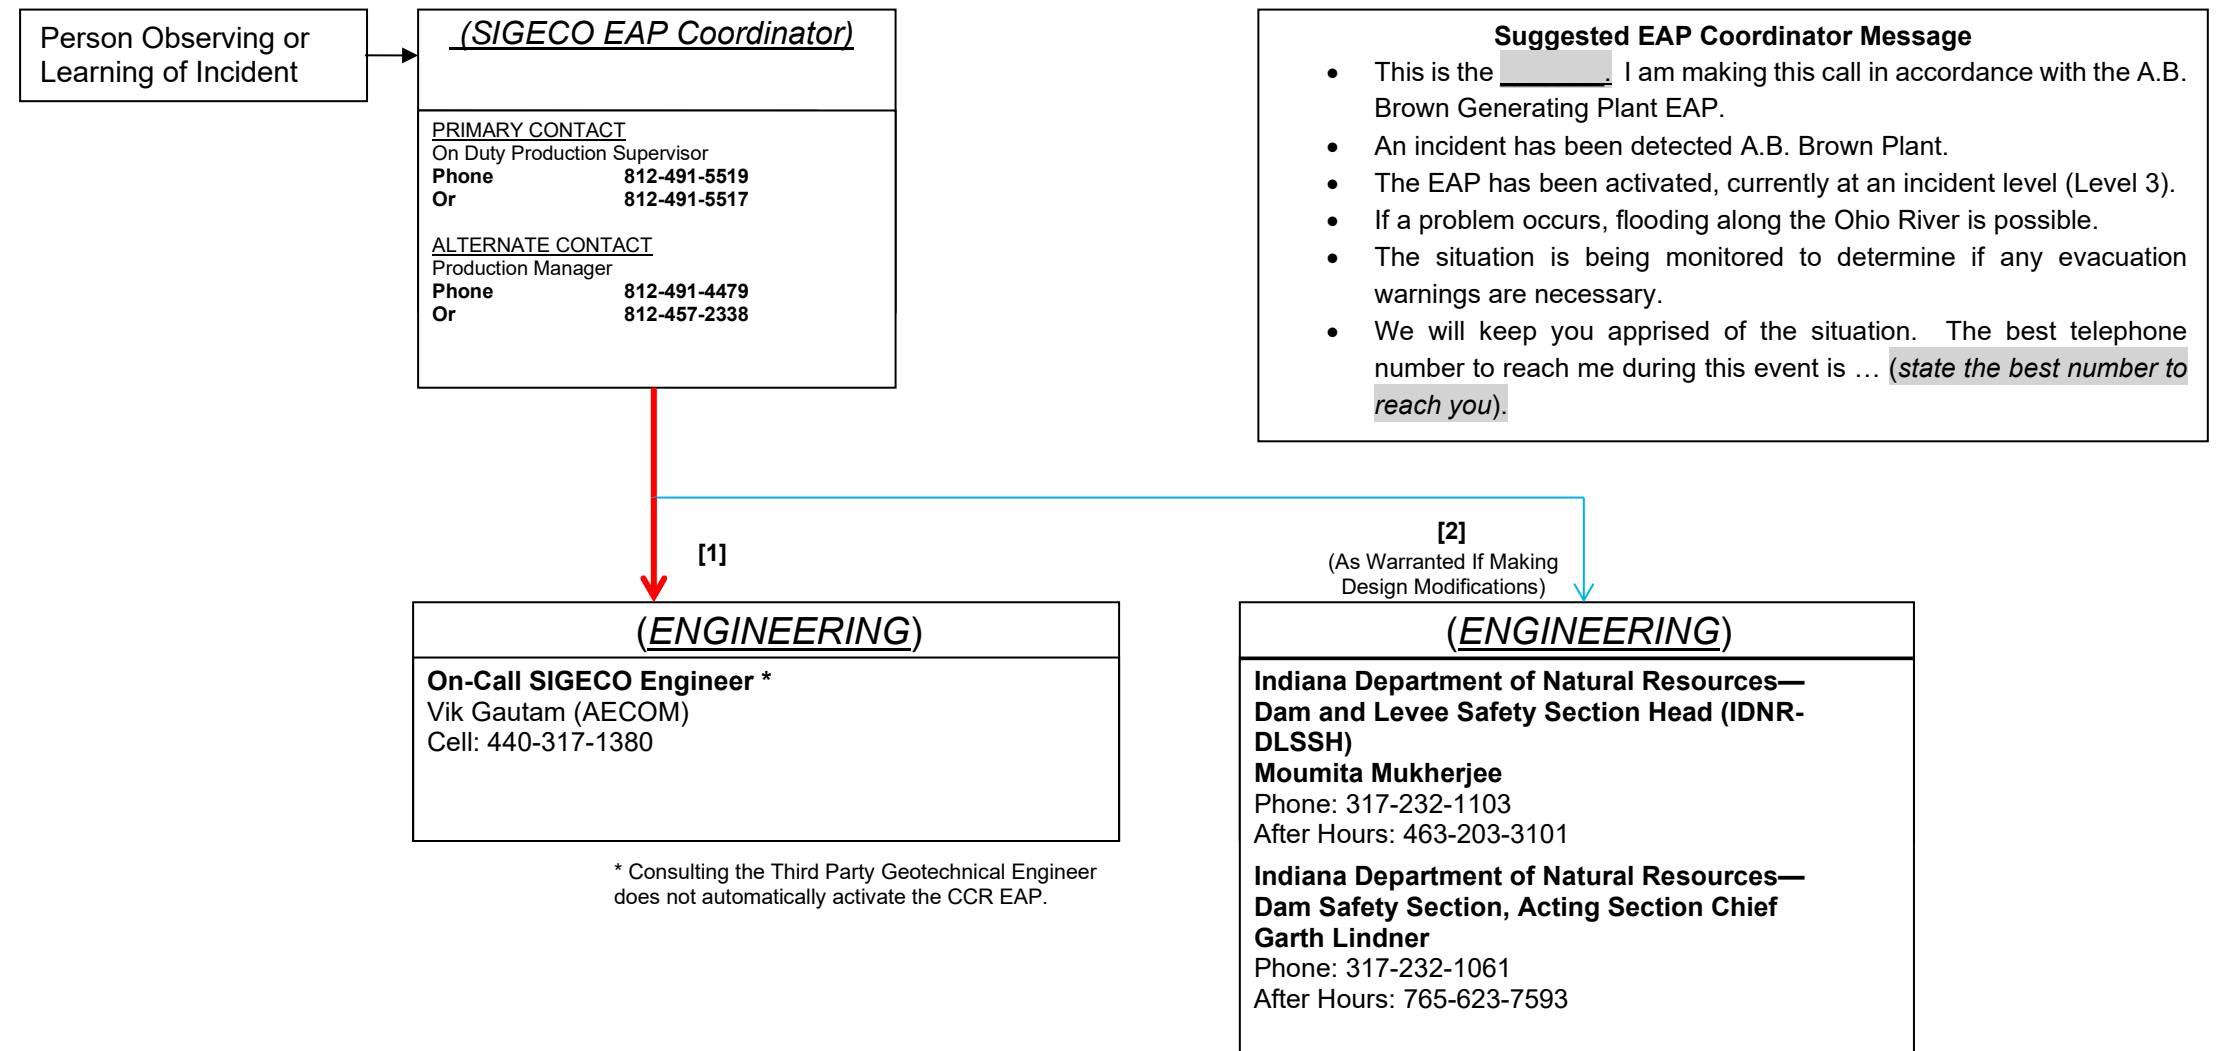 Person Observing or
Learning of Incident
(SIGECO EAP Coordinator)
PRIMARY CONTACT
On Duty Production Supervisor
Phone 812-491-5519
Or 812-491-5517
ALTERNATE CONTACT
Production Manager
Phone 812-491-4479
Or 812-457-2338
Suggested EAP Coordinator Message
• This is the _______. I am making this call in accordance with the A.B.
Brown Generating Plant EAP.
• An incident has been detected A.B. Brown Plant.
• The EAP has been activated, currently at an incident level (Level 3).
• If a problem occurs, flooding along the Ohio River is possible.
• The situation is being monitored to determine if any evacuation
warnings are necessary.
• We will keep you apprised of the situation. The best telephone
number to reach me during this event is … (state the best number to
reach you).
[1]
[2]
(As Warranted If Making
Design Modifications)
(ENGINEERING)
On-Call SIGECO Engineer *
Vik Gautam (AECOM)
Cell: 440-317-1380
* Consulting the Third Party Geotechnical Engineer
does not automatically activate the CCR EAP.
(ENGINEERING)
Indiana Department of Natural Resources—
Dam and Levee Safety Section Head (IDNR-
DLSSH)
Moumita Mukherjee
Phone: 317-232-1103
After Hours: 463-203-3101
Indiana Department of Natural Resources—
Dam Safety Section, Acting Section Chief
Garth Lindner
Phone: 317-232-1061
After Hours: 765-623-7593